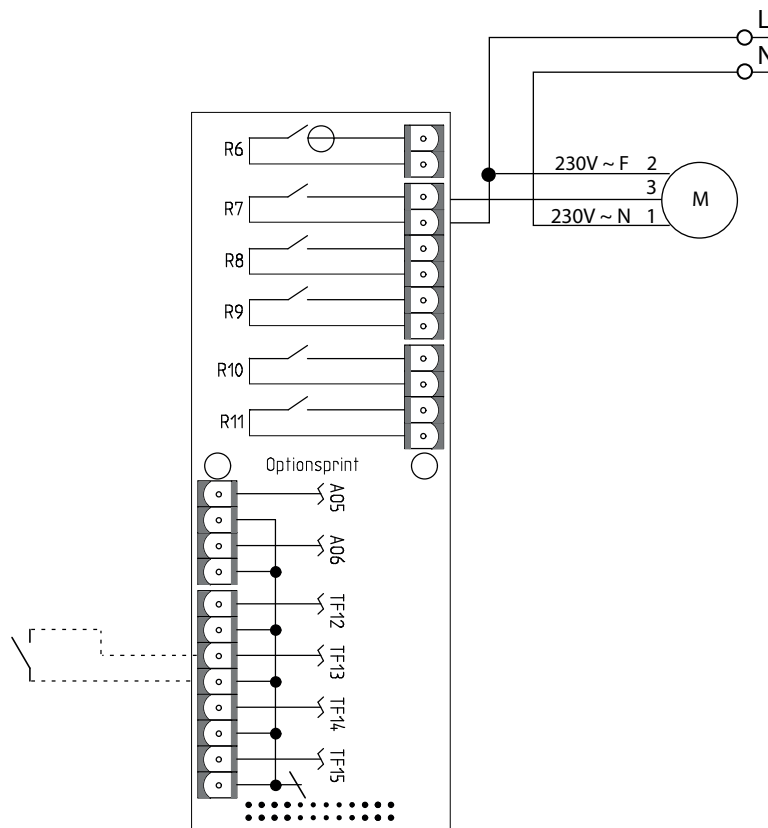 L
N
230V ~ F 2
3
M
230V ~ N 1
R6
R7
R8
R9
R10
R11
Optionsprint
A05
A06
TF12
TF13
TF14
TF15